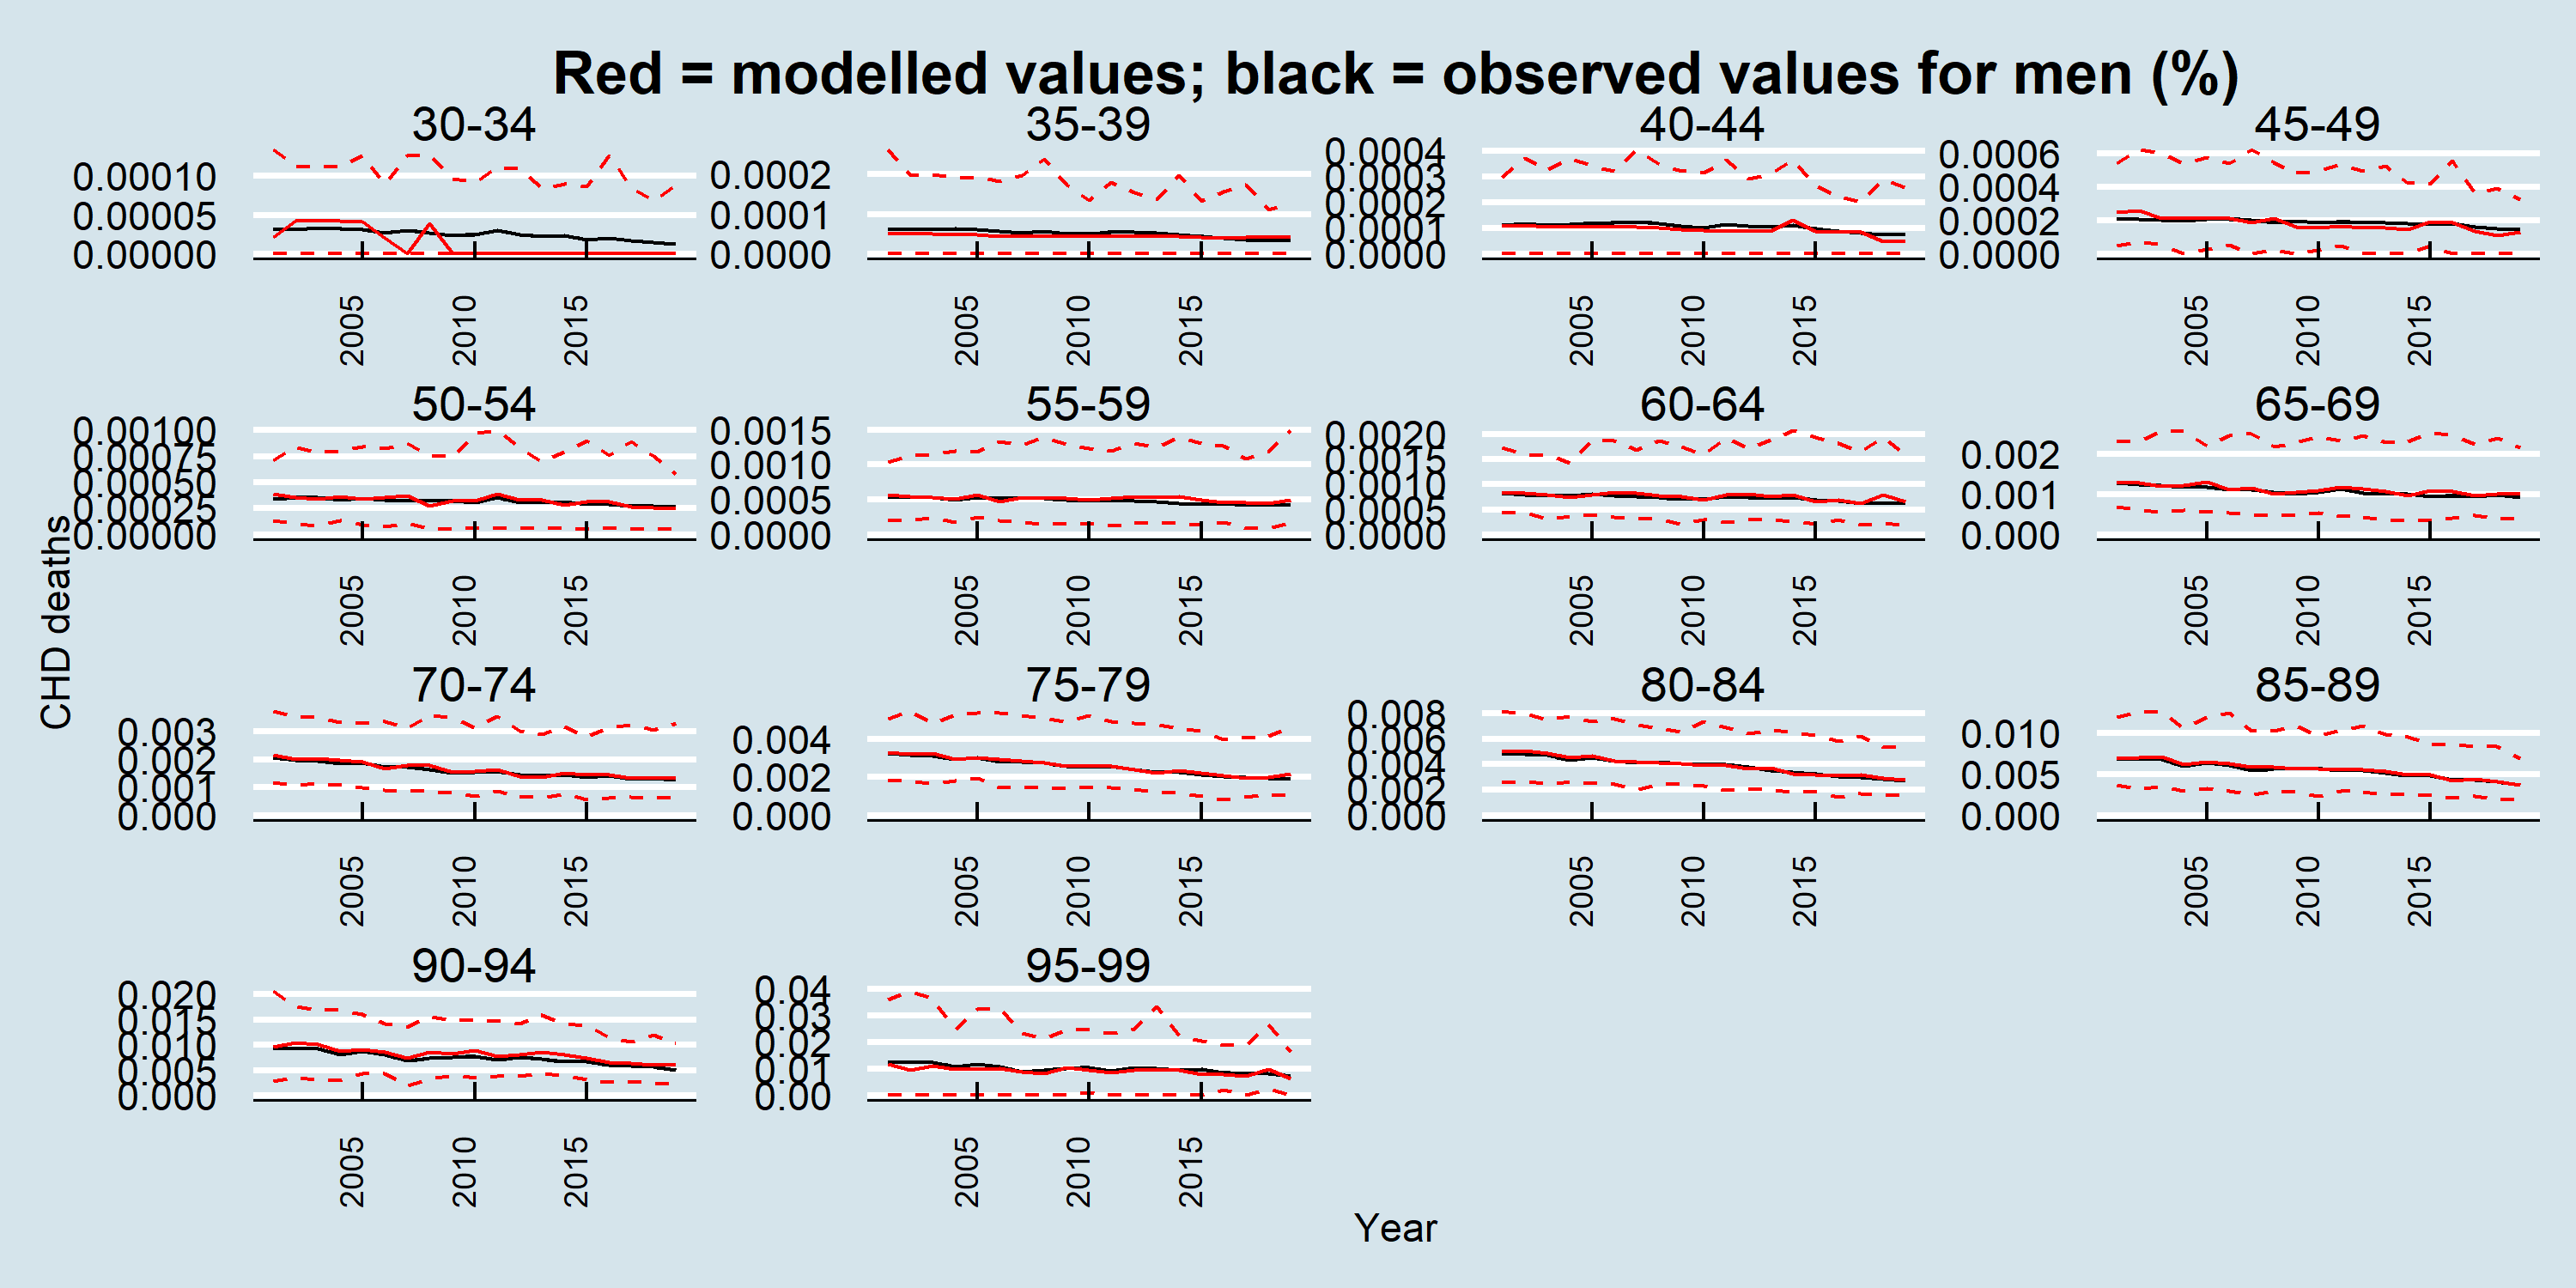 Red = modelled values; black = observed values for men (%)
30-34 35-39 40-44 45-49
0.00010 0.00005 0.00000
0.0002 0.0001 0.0000
0.0004 0.0003 0.0002 0.0001 0.0000
0.0006 0.0004 0.0002 0.0000
2005 2010 2015 2005 2010 2015 2005 2010 2015 2005 2010 2015
50-54 55-59 60-64 65-69
0.00100 0.00075 0.00050 0.00025 0.00000
0.0015 0.0010 0.0005 0.0000
0.0020 0.0015 0.0010 0.0005 0.0000
0.002 0.001 0.000
2005 2010 2015 2005 2010 2015 2005 2010 2015 2005 2010 2015
CHD deaths
70-74 75-79 80-84 85-89
0.003 0.002 0.001 0.000
0.004 0.002 0.000
0.008 0.006 0.004 0.002 0.000
0.010 0.005 0.000
2005 2010 2015 2005 2010 2015 2005 2010 2015 2005 2010 2015
90-94 95-99
0.020 0.015 0.010 0.005 0.000
0.04 0.03 0.02 0.01 0.00
2005 2010 2015 2005 2010 2015
Year